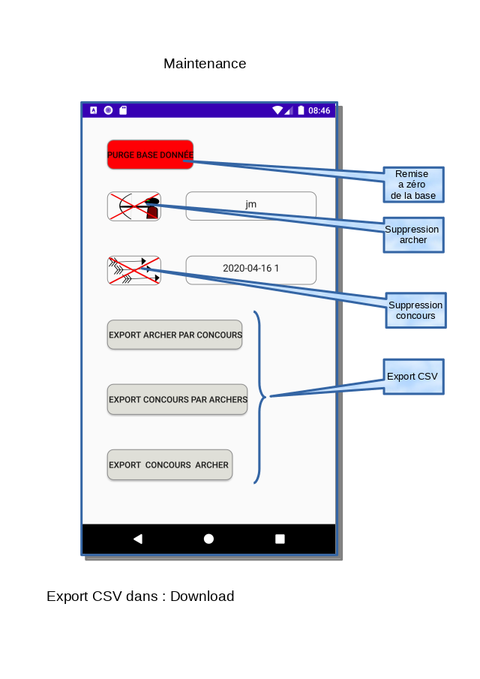 Maintenance
08:46
PURGE BASE DONNÉE
Remise
a zéro
de la base
jm
Suppression
archer
2020-04-16 1
Suppression
concours
EXPORT ARCHER PAR CONCOURS
Export CSV
EXPORT CONCOURS PAR ARCHERS
EXPORT CONCOURS ARCHER
Export CSV dans : Download